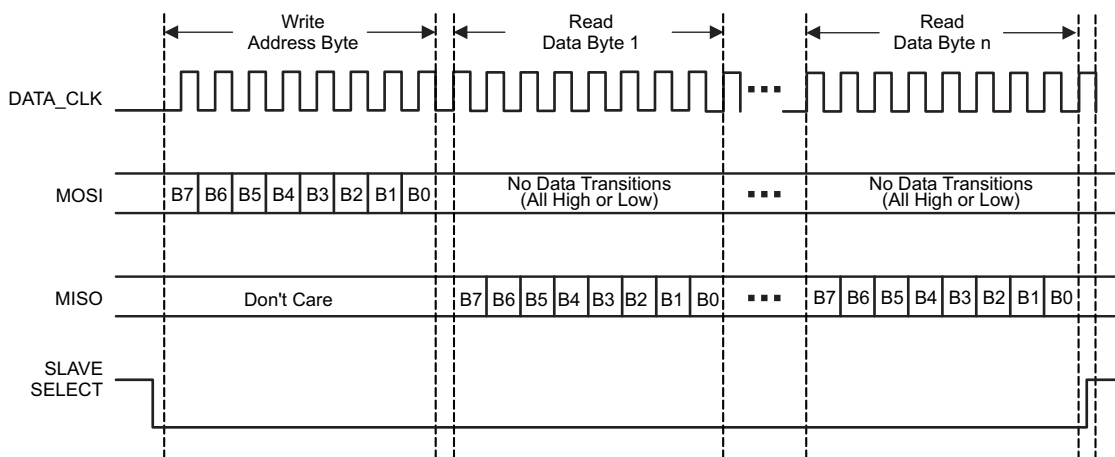 Write
Address Byte
Read
Data Byte 1
Read
Data Byte n
DATA_CLK
MOSI
B7 B6 B5 B4 B3 B2 B1 B0
No Data Transitions
(All High or Low)
No Data Transitions
(All High or Low)
MISO
Don't Care
B7 B6 B5 B4 B3 B2 B1 B0
B7 B6 B5 B4 B3 B2 B1 B0
SLAVE
SELECT